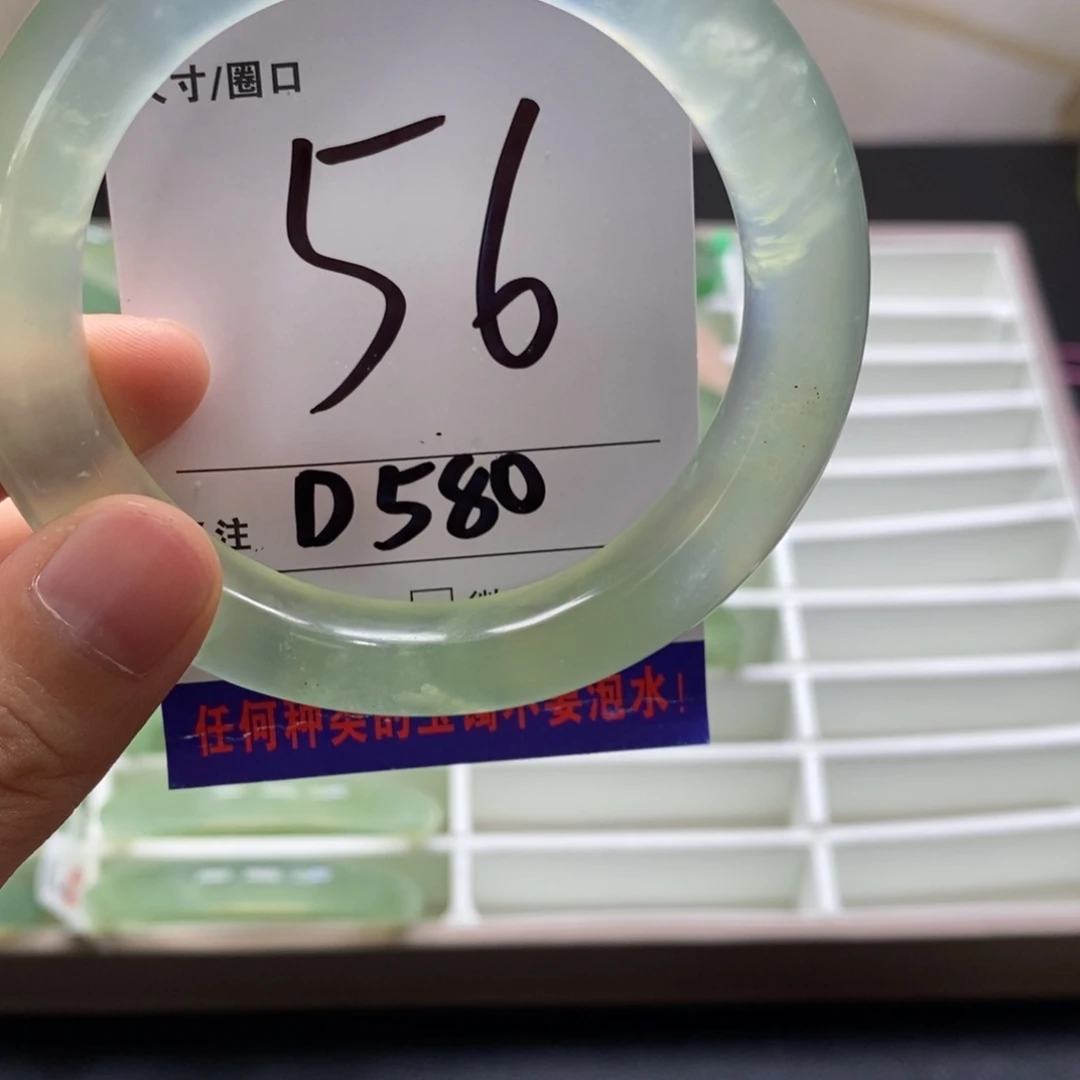 寸/圈口
56
注 D580
任何种类的玉镯不要泡水!